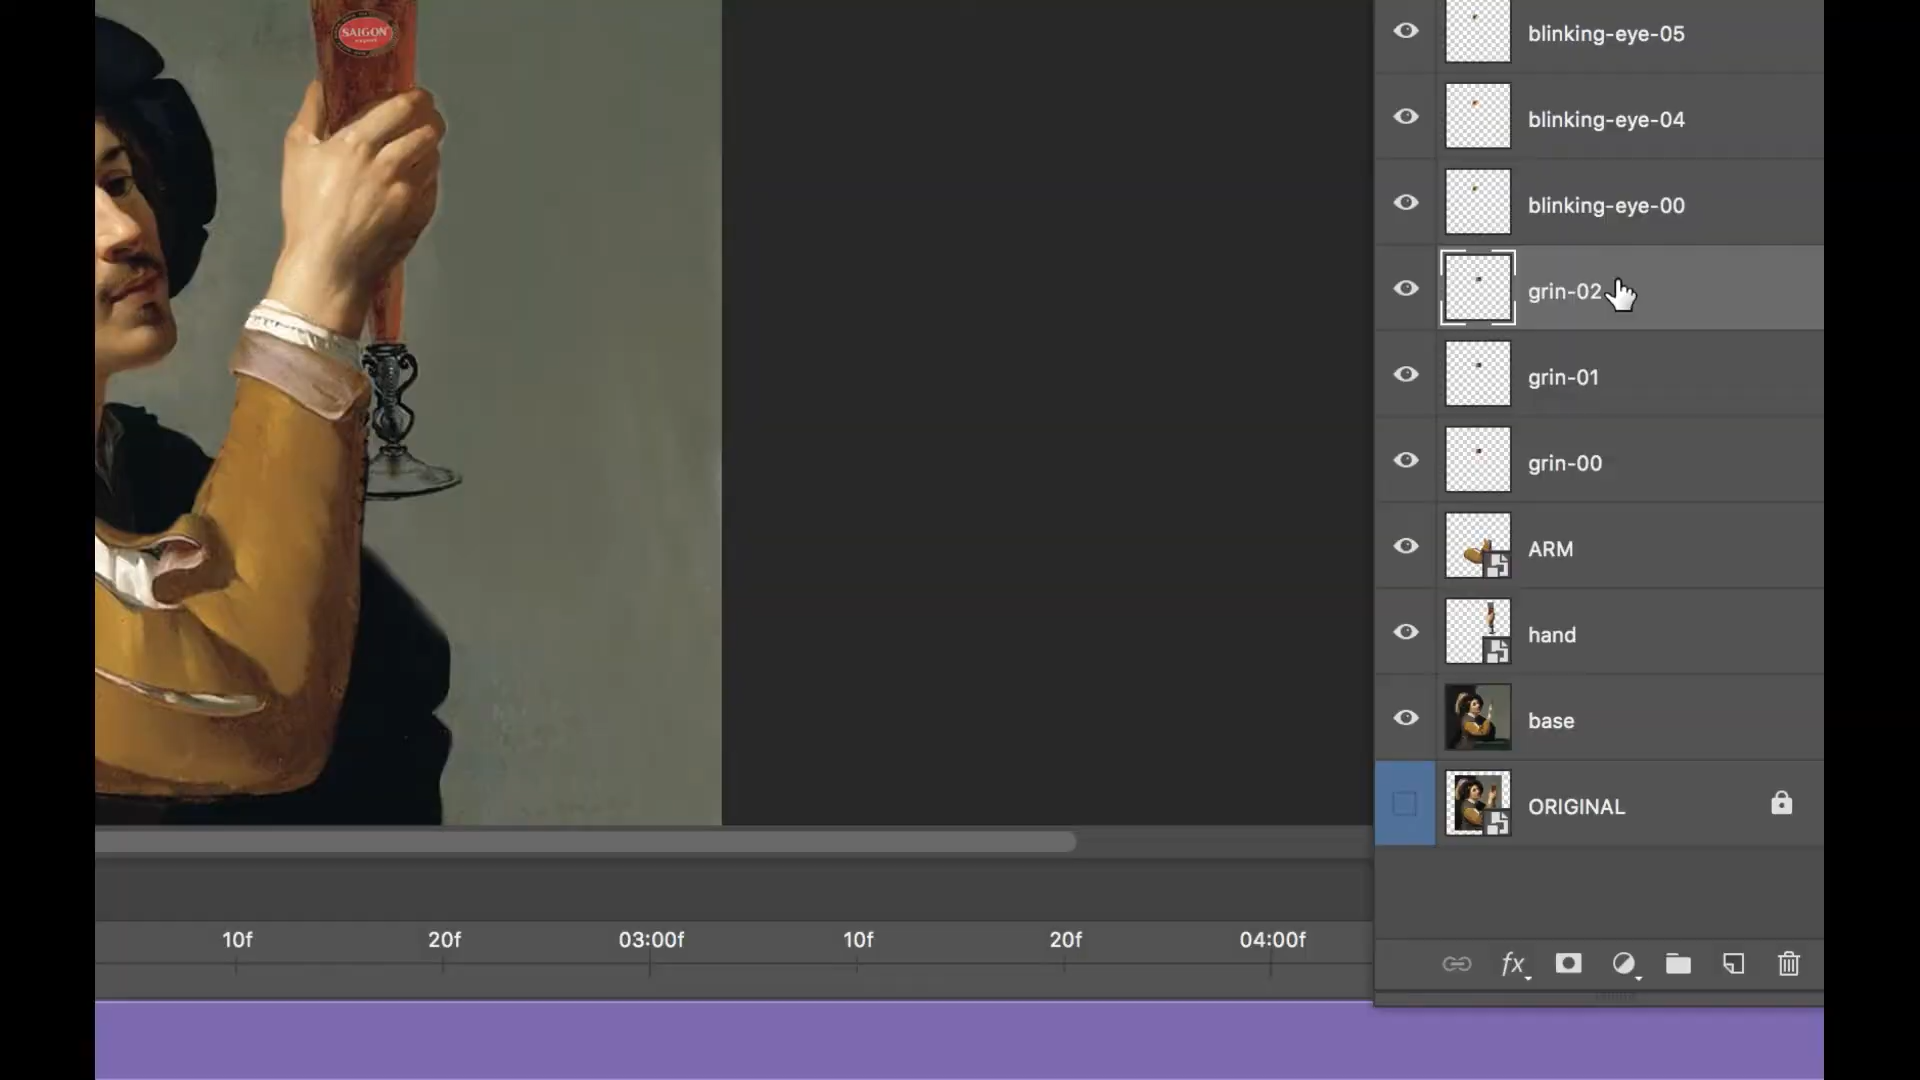 SAIGON
blinking-eye-05
blinking-eye-04
blinking-eye-00
grin-02
grin-01
grin-00
ARM
hand
base
ORIGINAL
10f 20f 03:00f 10f 20f 04:00f
fx